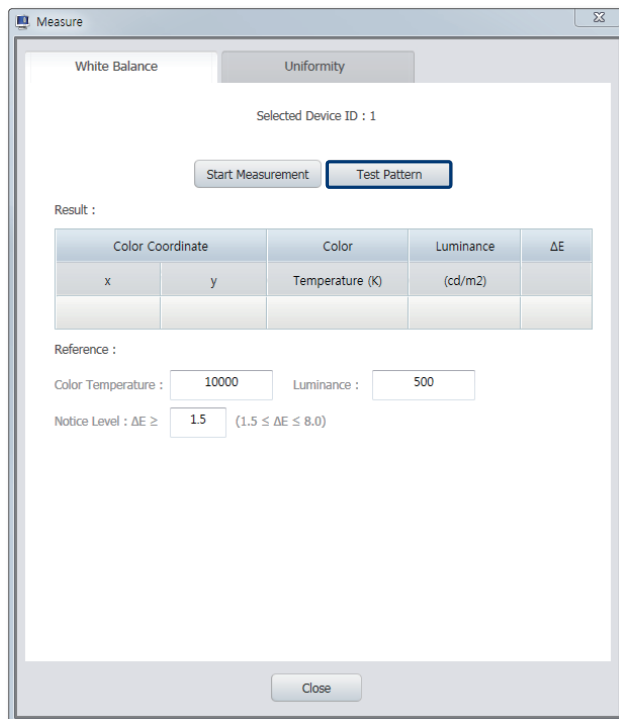 Measure
White Balance Uniformity
Selected Device ID : 1
Start Measurement Test Pattern
Result :
Color Coordinate Color Luminance ΔE
x y Temperature (K) (cd/m2)
Reference :
Color Temperature : 10000 Luminance : 500
Notice Level : ΔE ≥ 1.5 (1.5 ≤ ΔE ≤ 8.0)
Close